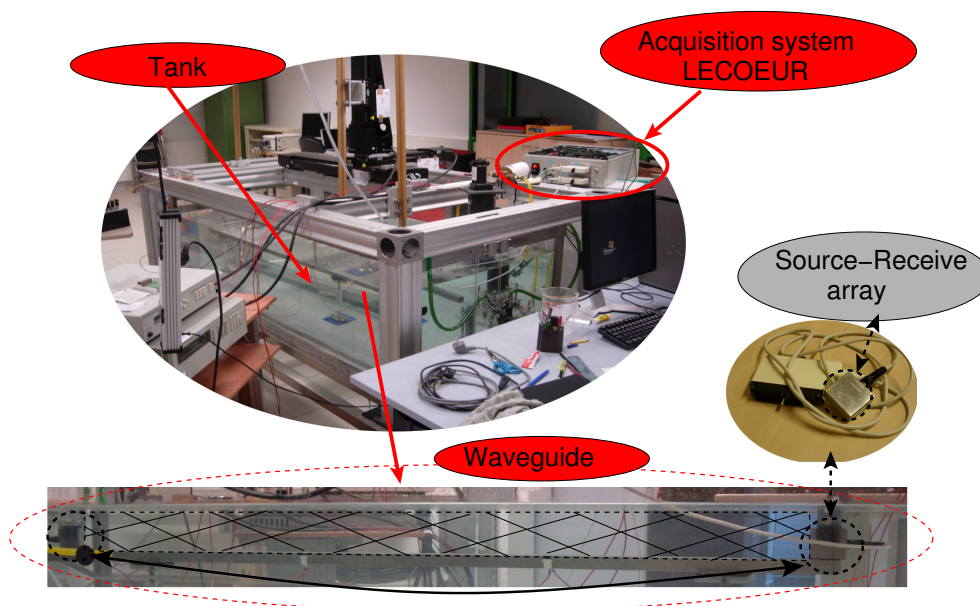 Tank
Acquisition system
LECOEUR
Source−Receive
array
Waveguide